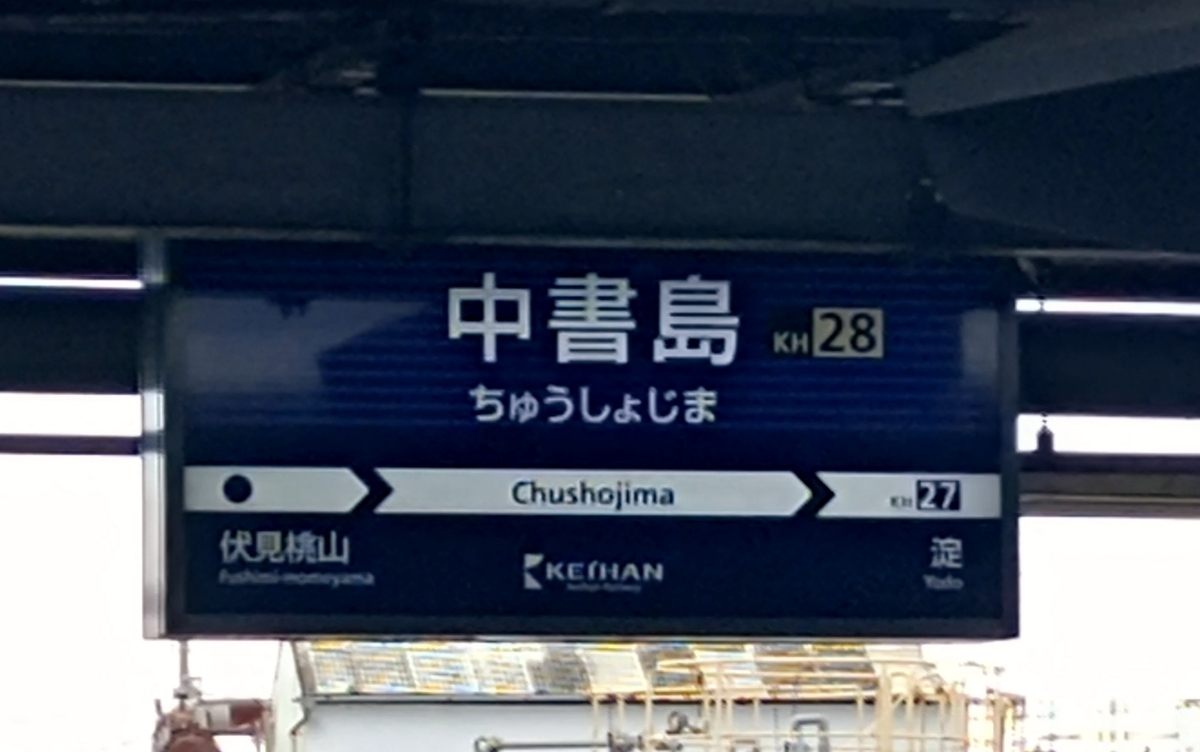 中書島 KH 28
ちゅうしょじま
Chushojima
KH 27
伏見桃山
Fushimi-momoyama
KEIHAN
淀
Yodo